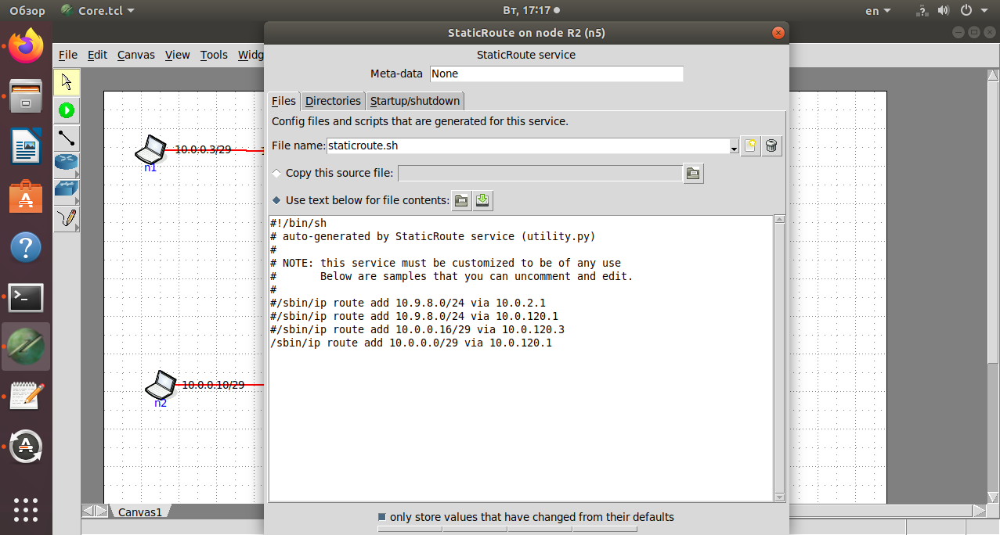 Обзор Core.tcl Вт, 17:17 en
StaticRoute on node R2 (n5)
File Edit Canvas View Tools Widg
StaticRoute service
Meta-data None
Files Directories Startup/shutdown
Config files and scripts that are generated for this service.
File name: staticroute.sh
Copy this source file:
Use text below for file contents:
#!/bin/sh
# auto-generated by StaticRoute service (utility.py)
#
# NOTE: this service must be customized to be of any use
#       Below are samples that you can uncomment and edit.
#
#/sbin/ip route add 10.9.8.0/24 via 10.0.2.1
#/sbin/ip route add 10.9.8.0/24 via 10.0.120.1
#/sbin/ip route add 10.0.0.16/29 via 10.0.120.3
/sbin/ip route add 10.0.0.0/29 via 10.0.120.1
10.0.0.3/29
n1
10.0.0.10/29
n2
Canvas1
only store values that have changed from their defaults